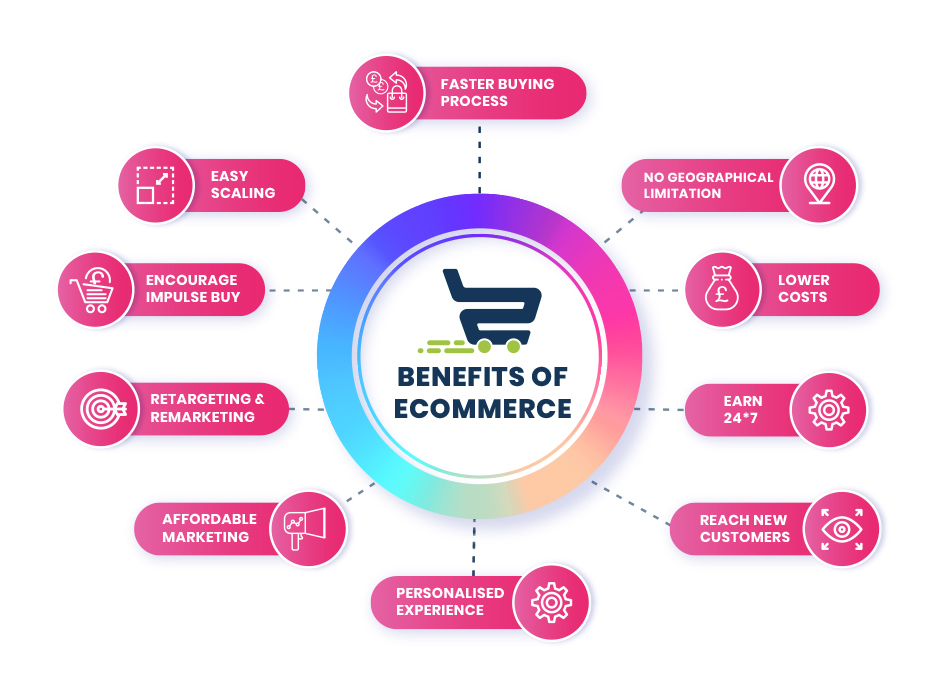 FASTER BUYING
PROCESS
EASY
SCALING
NO GEOGRAPHICAL
LIMITATION
ENCOURAGE
IMPULSE BUY
LOWER
COSTS
BENEFITS OF
ECOMMERCE
RETARGETING &
REMARKETING
EARN
24*7
AFFORDABLE
MARKETING
REACH NEW
CUSTOMERS
PERSONALISED
EXPERIENCE